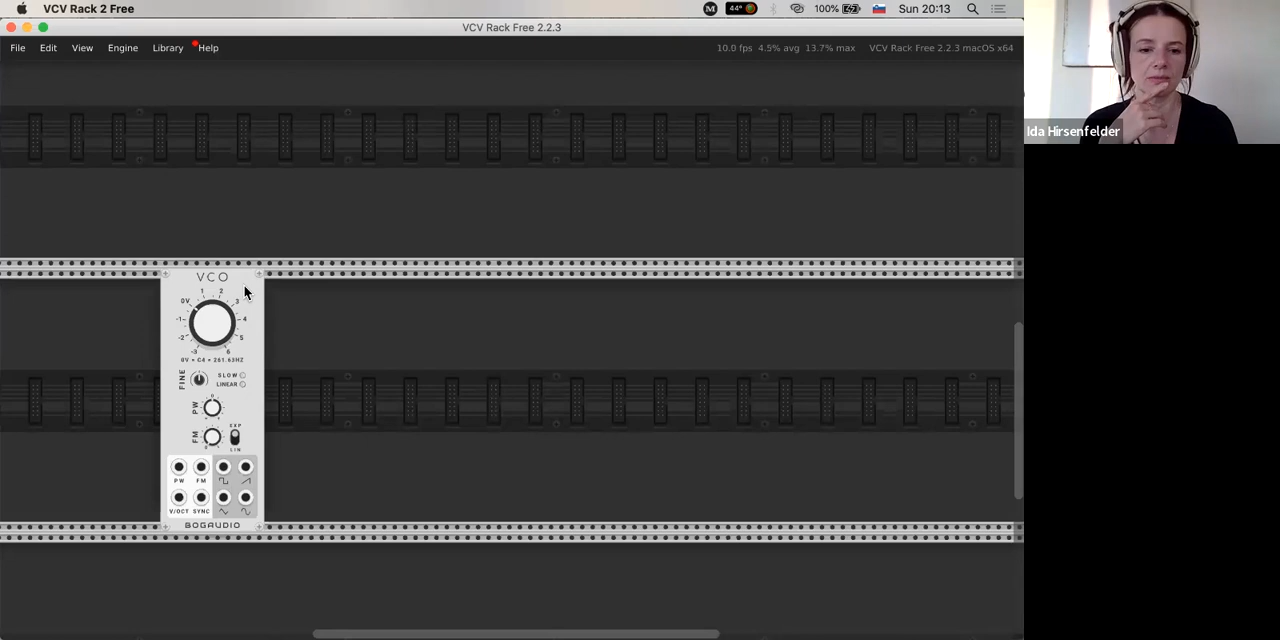 VCV Rack 2 Free
44°
100%
Sun 20:13
VCV Rack Free 2.2.3
File Edit View Engine Library Help
10.0 fps 4.5% avg 13.7% max
VCV Rack Free 2.2.3 macOS x64
Ida Hirsenfelder
VCO
1 2
0V 3
-1 4
-2 5
-3 6
0V = C4 = 261.63HZ
FINE
SLOW
LINEAR
PW
0
FM
0
EXP
LIN
PW FM
V/OCT SYNC
BOGAUDIO